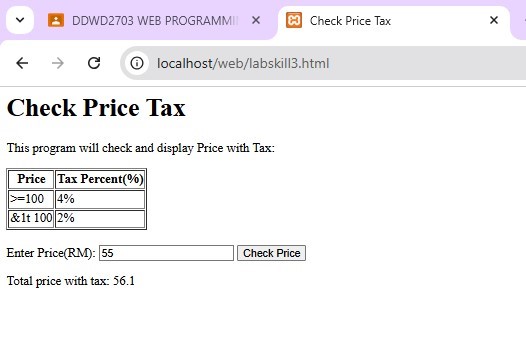 DDWD2703 WEB PROGRAMMI
Check Price Tax
localhost/web/labskill3.html
Check Price Tax
This program will check and display Price with Tax:
Price Tax Percent(%)
>=100 4%
&1t 100 2%
Enter Price(RM): 55 Check Price
Total price with tax: 56.1